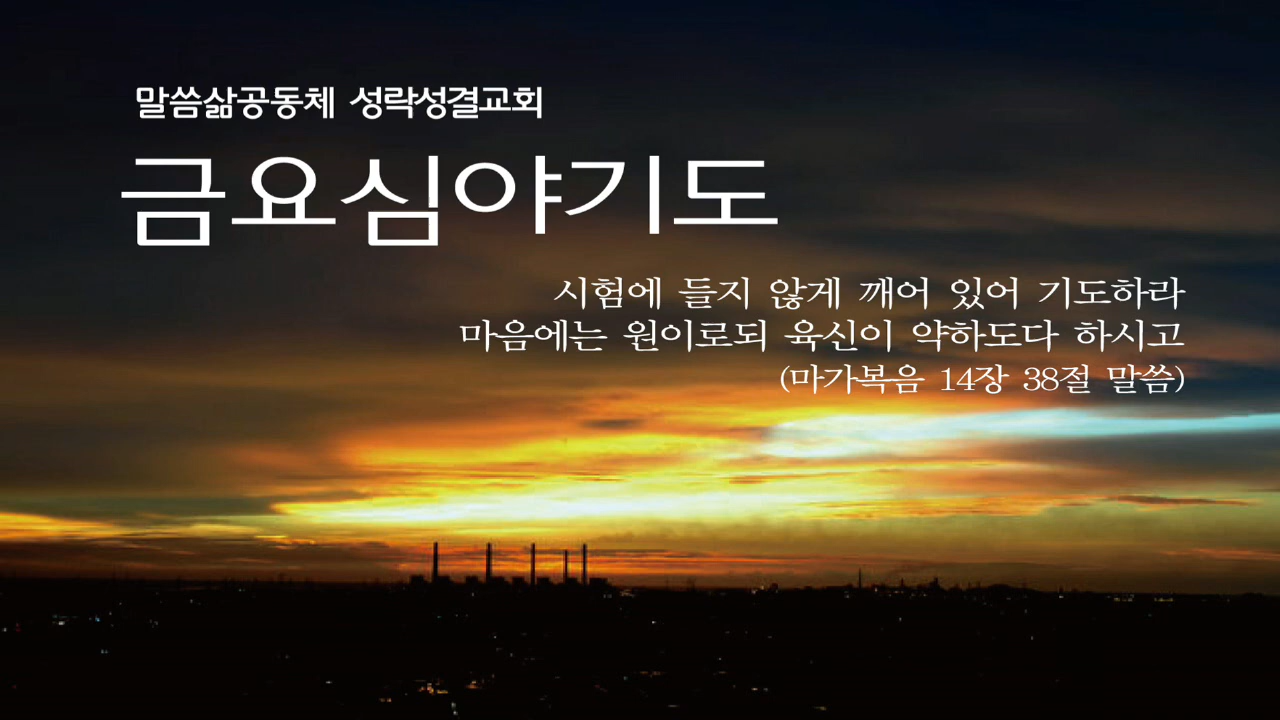 말씀삶공동체 성락성결교회
금요심야기도
시험에 들지 않게 깨어 있어 기도하라
마음에는 원이로되 육신이 약하도다 하시고
(마가복음 14장 38절 말씀)